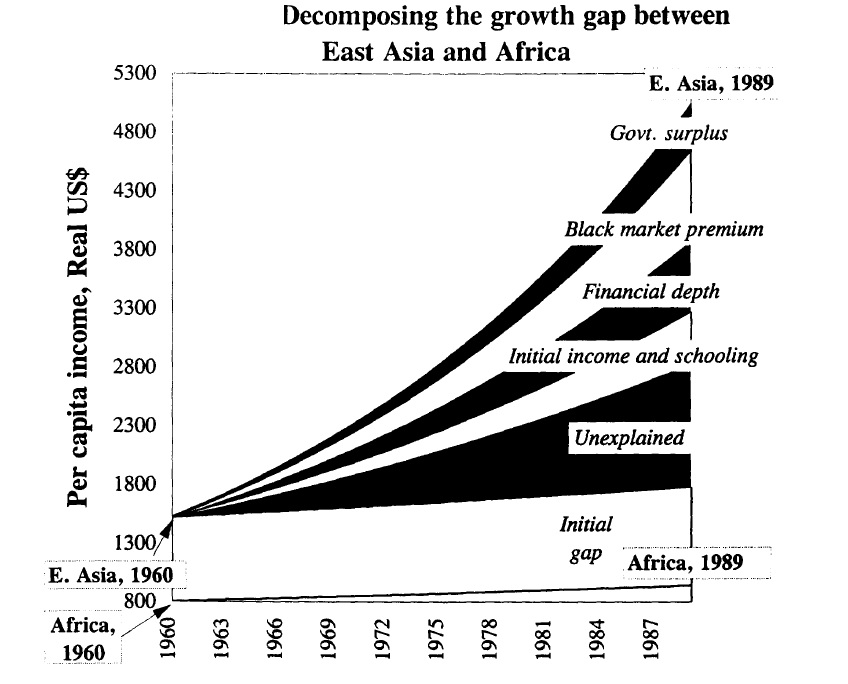 Decomposing the growth gap between
East Asia and Africa
Per capita income, Real US$
5300
4800
4300
3800
3300
2800
2300
1800
1300
800
E. Asia, 1989
Govt. surplus
Black market premium
Financial depth
Initial income and schooling
Unexplained
Initial
gap
Africa, 1989
E. Asia, 1960
Africa,
1960
1960
1963
1966
1969
1972
1975
1978
1981
1984
1987